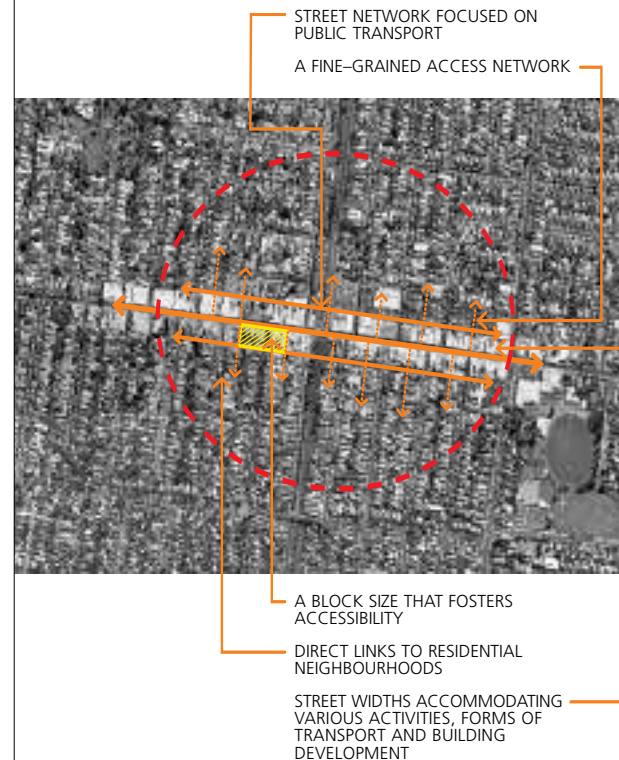 STREET NETWORK FOCUSED ON
PUBLIC TRANSPORT
A FINE–GRAINED ACCESS NETWORK
A BLOCK SIZE THAT FOSTERS
ACCESSIBILITY
DIRECT LINKS TO RESIDENTIAL
NEIGHBOURHOODS
STREET WIDTHS ACCOMMODATING
VARIOUS ACTIVITIES, FORMS OF
TRANSPORT AND BUILDING
DEVELOPMENT